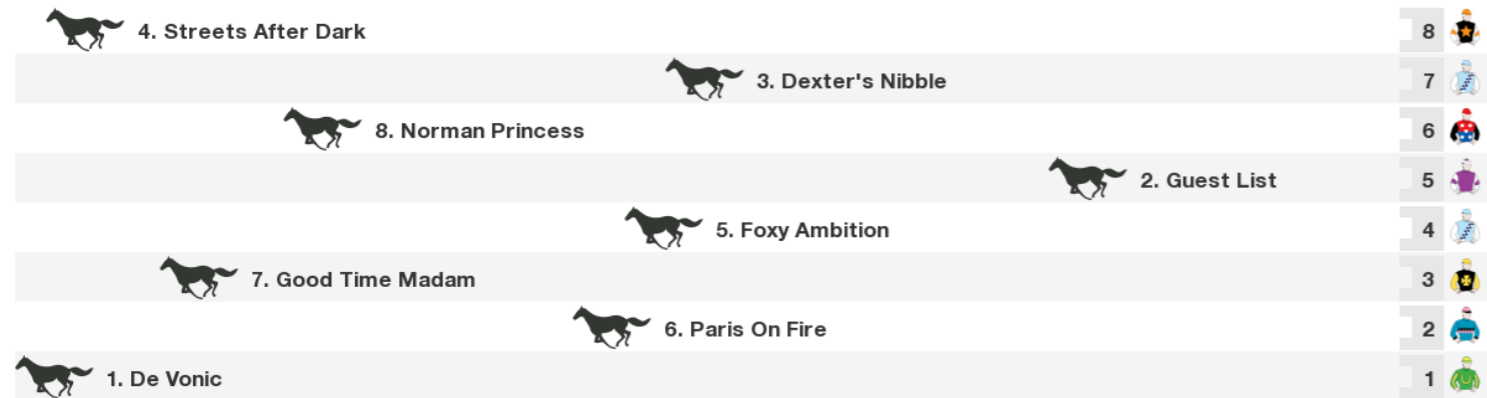 4. Streets After Dark 8
3. Dexter's Nibble 7
8. Norman Princess 6
2. Guest List 5
5. Foxy Ambition 4
7. Good Time Madam 3
6. Paris On Fire 2
1. De Vonic 1